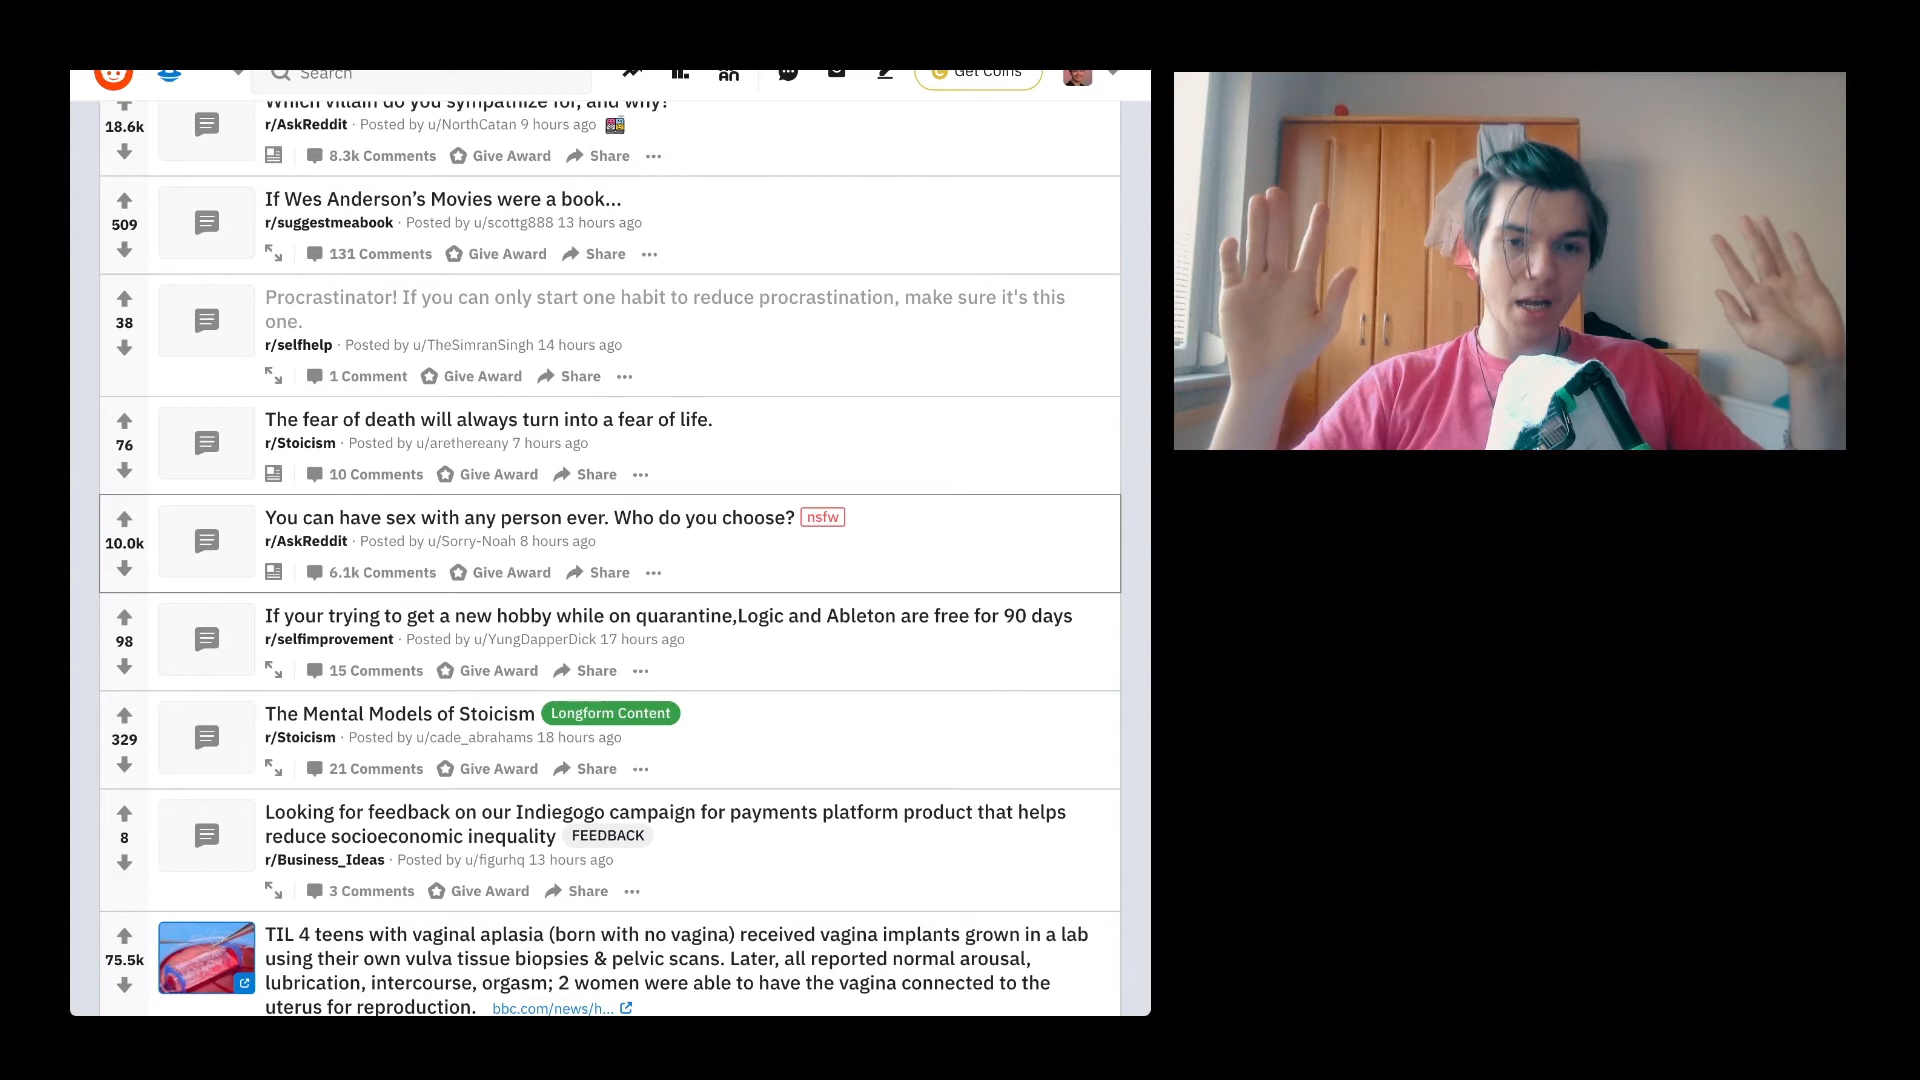 Search
Get Coins
Which villain do you sympathize for, and why?
18.6k
r/AskReddit · Posted by u/NorthCatan 9 hours ago
8.3k Comments Give Award Share
If Wes Anderson’s Movies were a book...
509
r/suggestmeabook · Posted by u/scottg888 13 hours ago
131 Comments Give Award Share
Procrastinator! If you can only start one habit to reduce procrastination, make sure it's this
one.
38
r/selfhelp · Posted by u/TheSimranSingh 14 hours ago
1 Comment Give Award Share
The fear of death will always turn into a fear of life.
76
r/Stoicism · Posted by u/arethereany 7 hours ago
10 Comments Give Award Share
You can have sex with any person ever. Who do you choose? nsfw
10.0k
r/AskReddit · Posted by u/Sorry-Noah 8 hours ago
6.1k Comments Give Award Share
If your trying to get a new hobby while on quarantine,Logic and Ableton are free for 90 days
98
r/selfimprovement · Posted by u/YungDapperDick 17 hours ago
15 Comments Give Award Share
The Mental Models of Stoicism Longform Content
329
r/Stoicism · Posted by u/cade_abrahams 18 hours ago
21 Comments Give Award Share
Looking for feedback on our Indiegogo campaign for payments platform product that helps
reduce socioeconomic inequality FEEDBACK
8
r/Business_Ideas · Posted by u/figurhq 13 hours ago
3 Comments Give Award Share
TIL 4 teens with vaginal aplasia (born with no vagina) received vagina implants grown in a lab
75.5k
using their own vulva tissue biopsies & pelvic scans. Later, all reported normal arousal,
lubrication, intercourse, orgasm; 2 women were able to have the vagina connected to the
uterus for reproduction. bbc.com/news/h...